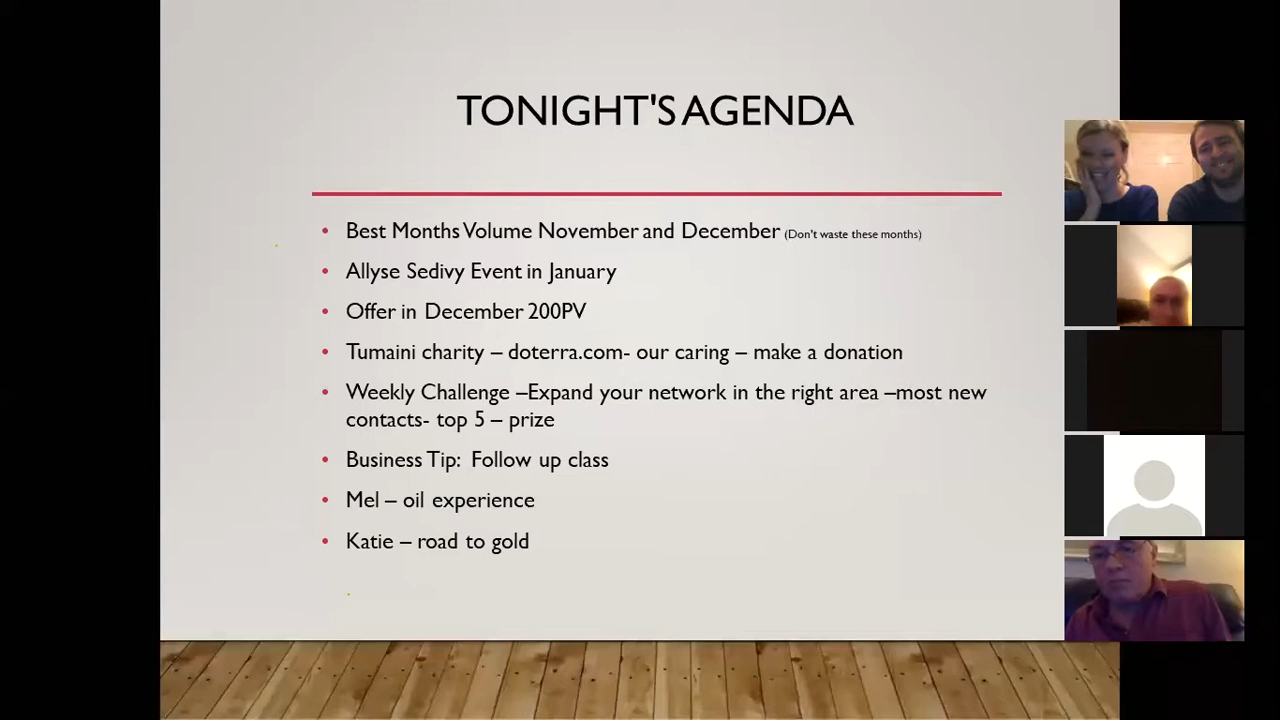 TONIGHT'S AGENDA
• Best Months Volume November and December (Don't waste these months)
• Allyse Sedivy Event in January
• Offer in December 200PV
• Tumaini charity – doterra.com- our caring – make a donation
• Weekly Challenge –Expand your network in the right area –most new
contacts- top 5 – prize
• Business Tip: Follow up class
• Mel – oil experience
• Katie – road to gold